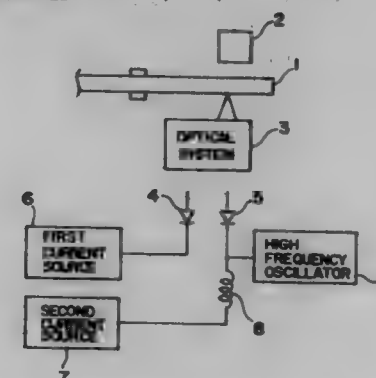 2
1
OPTICAL
SYSTEM
3
4
5
6
FIRST
CURRENT
SOURCE
HIGH
FREQUENCY
OSCILLATOR
SECOND
CURRENT
SOURCE
8
7